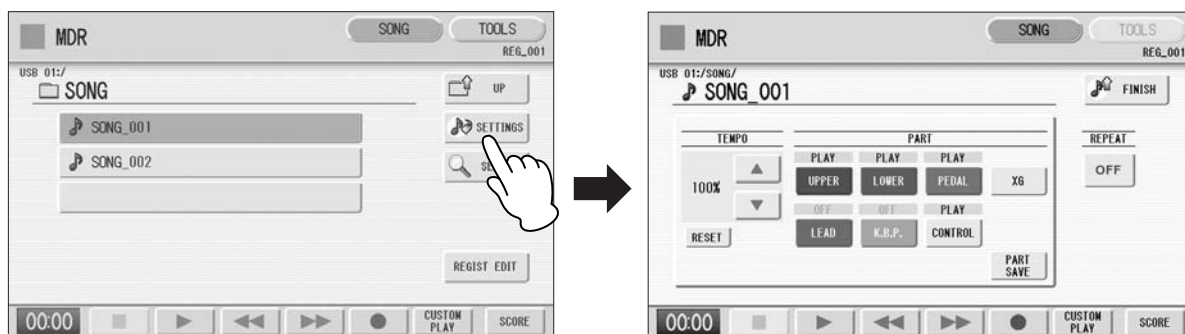 MDR
SONG
TOOLS
REG_001
USB 01:/
SONG
UP
SONG_001
SETTINGS
SONG_002
REGIST EDIT
00:00
CUSTOM
PLAY
SCORE
MDR
SONG
TOOLS
REG_001
USB 01:/SONG/
SONG_001
FINISH
TEMPO
PART
REPEAT
PLAY PLAY PLAY
100%
UPPER LOWER PEDAL XG
OFF
OFF OFF PLAY
RESET
LEAD K.B.P. CONTROL
PART
SAVE
00:00
CUSTOM
PLAY
SCORE